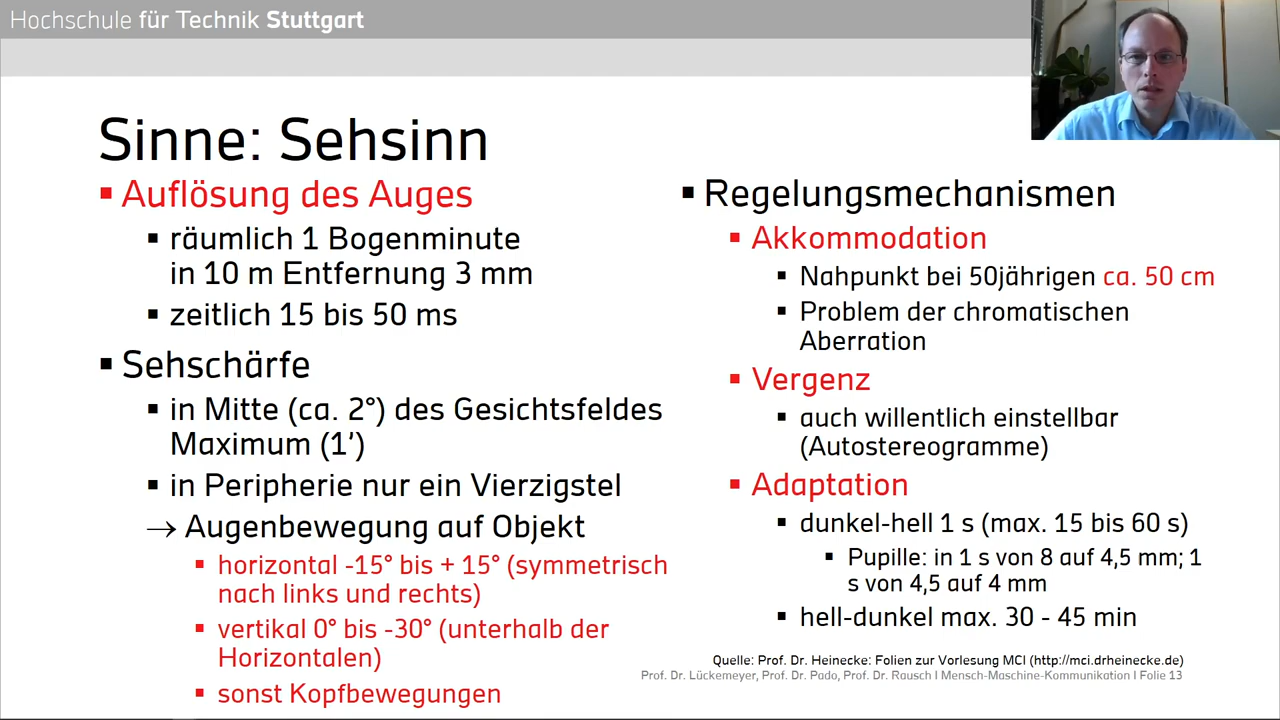 Hochschule für Technik Stuttgart
Sinne: Sehsinn
Auflösung des Auges
räumlich 1 Bogenminute
in 10 m Entfernung 3 mm
zeitlich 15 bis 50 ms
Sehschärfe
in Mitte (ca. 2°) des Gesichtsfeldes
Maximum (1')
in Peripherie nur ein Vierzigstel
→ Augenbewegung auf Objekt
horizontal -15° bis + 15° (symmetrisch
nach links und rechts)
vertikal 0° bis -30° (unterhalb der
Horizontalen)
sonst Kopfbewegungen
Regelungsmechanismen
Akkommodation
Nahpunkt bei 50jährigen ca. 50 cm
Problem der chromatischen
Aberration
Vergenz
auch willentlich einstellbar
(Autostereogramme)
Adaptation
dunkel-hell 1 s (max. 15 bis 60 s)
Pupille: in 1 s von 8 auf 4,5 mm; 1
s von 4,5 auf 4 mm
hell-dunkel max. 30 - 45 min
Quelle: Prof. Dr. Heinecke: Folien zur Vorlesung MCI (http://mci.drheinecke.de)
Prof. Dr. Lückemeyer, Prof. Dr. Pado, Prof. Dr. Rausch I Mensch-Maschine-Kommunikation I Folie 13